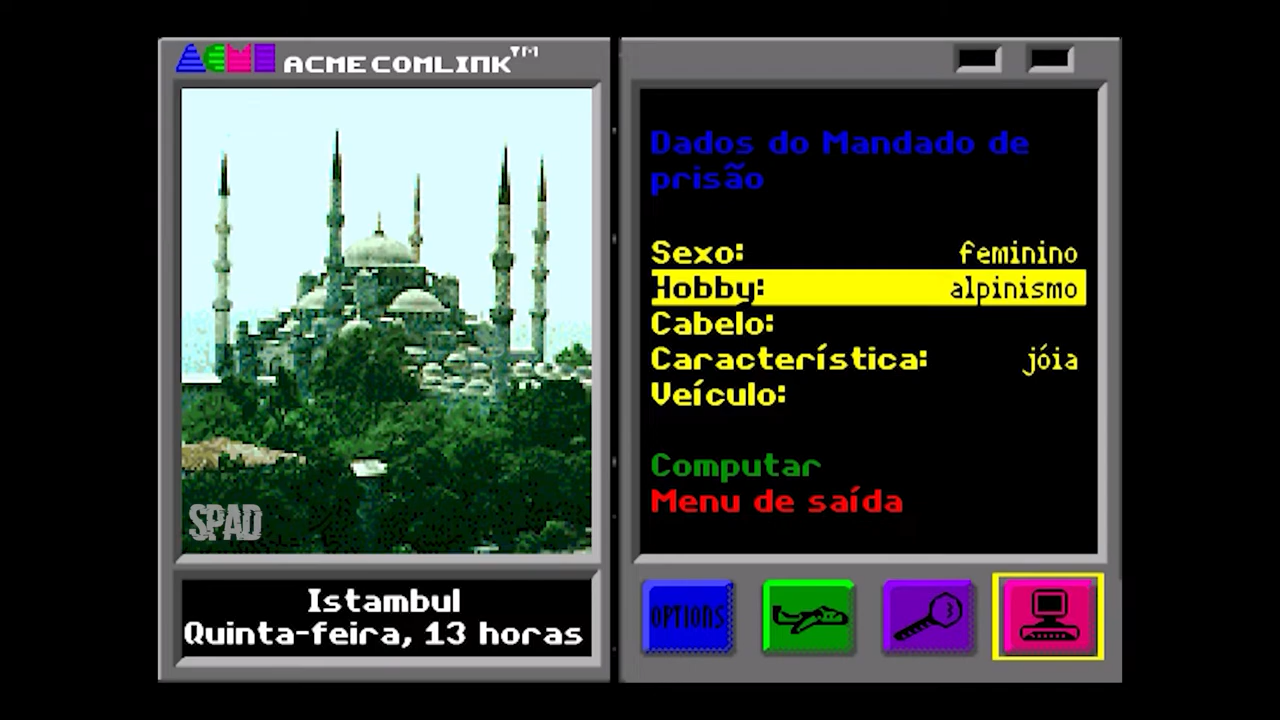 ACME ACME COMLINK™
Dados do Mandado de
prisão
Sexo: feminino
Hobby: alpinismo
Cabelo:
Característica: jóia
Veículo:
Computar
Menu de saída
SPAD
Istambul
Quinta-feira, 13 horas
OPTIONS